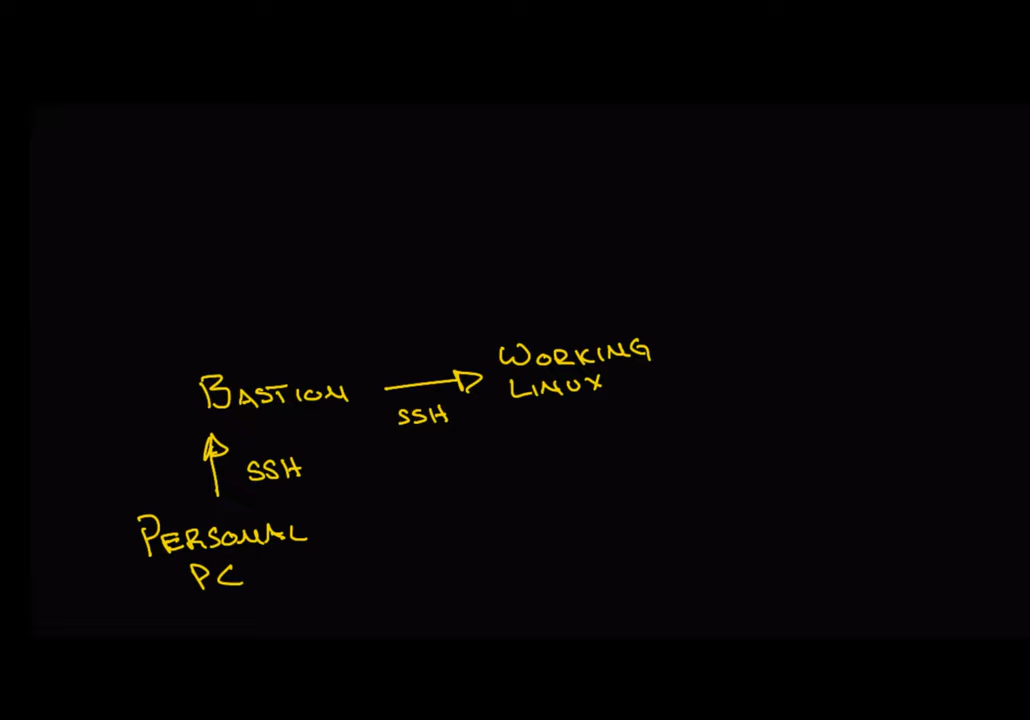 WORKING
LINUX
BASTION
SSH
SSH
PERSONAL
PC